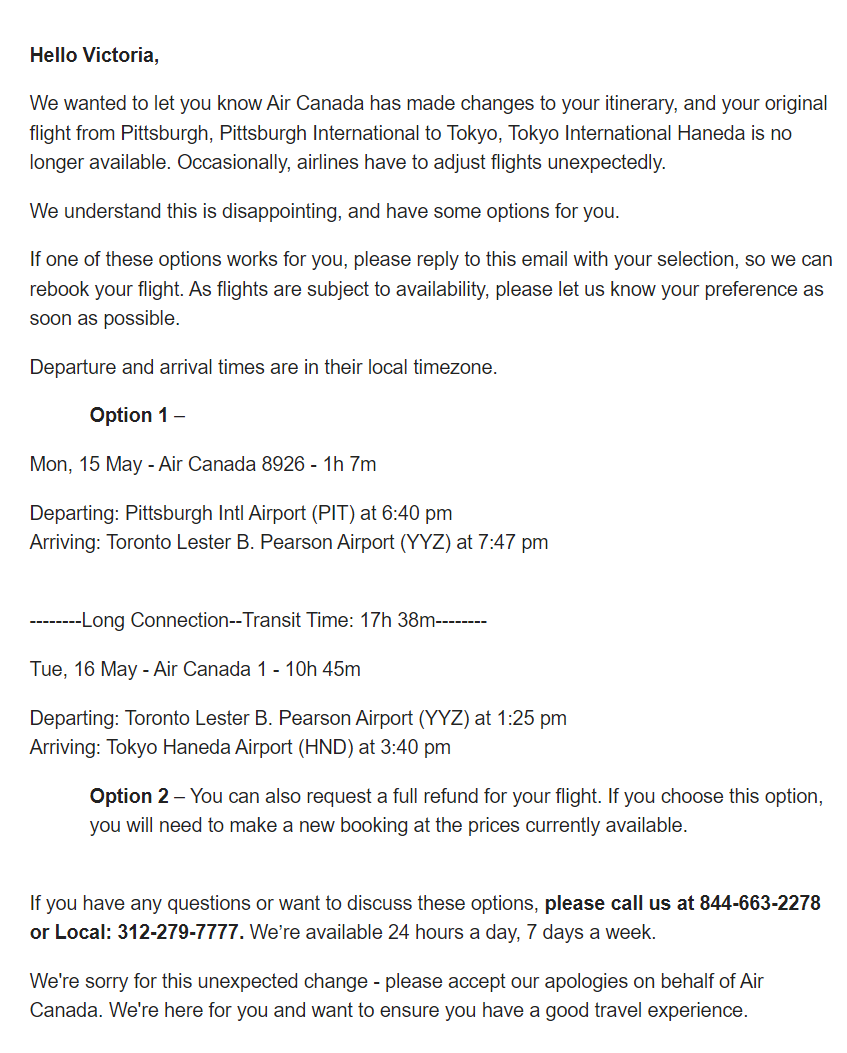 Hello Victoria,
We wanted to let you know Air Canada has made changes to your itinerary, and your original
flight from Pittsburgh, Pittsburgh International to Tokyo, Tokyo International Haneda is no
longer available. Occasionally, airlines have to adjust flights unexpectedly.
We understand this is disappointing, and have some options for you.
If one of these options works for you, please reply to this email with your selection, so we can
rebook your flight. As flights are subject to availability, please let us know your preference as
soon as possible.
Departure and arrival times are in their local timezone.
Option 1 –
Mon, 15 May - Air Canada 8926 - 1h 7m
Departing: Pittsburgh Intl Airport (PIT) at 6:40 pm
Arriving: Toronto Lester B. Pearson Airport (YYZ) at 7:47 pm
--------Long Connection--Transit Time: 17h 38m--------
Tue, 16 May - Air Canada 1 - 10h 45m
Departing: Toronto Lester B. Pearson Airport (YYZ) at 1:25 pm
Arriving: Tokyo Haneda Airport (HND) at 3:40 pm
Option 2 – You can also request a full refund for your flight. If you choose this option,
you will need to make a new booking at the prices currently available.
If you have any questions or want to discuss these options, please call us at 844-663-2278
or Local: 312-279-7777. We’re available 24 hours a day, 7 days a week.
We're sorry for this unexpected change - please accept our apologies on behalf of Air
Canada. We're here for you and want to ensure you have a good travel experience.